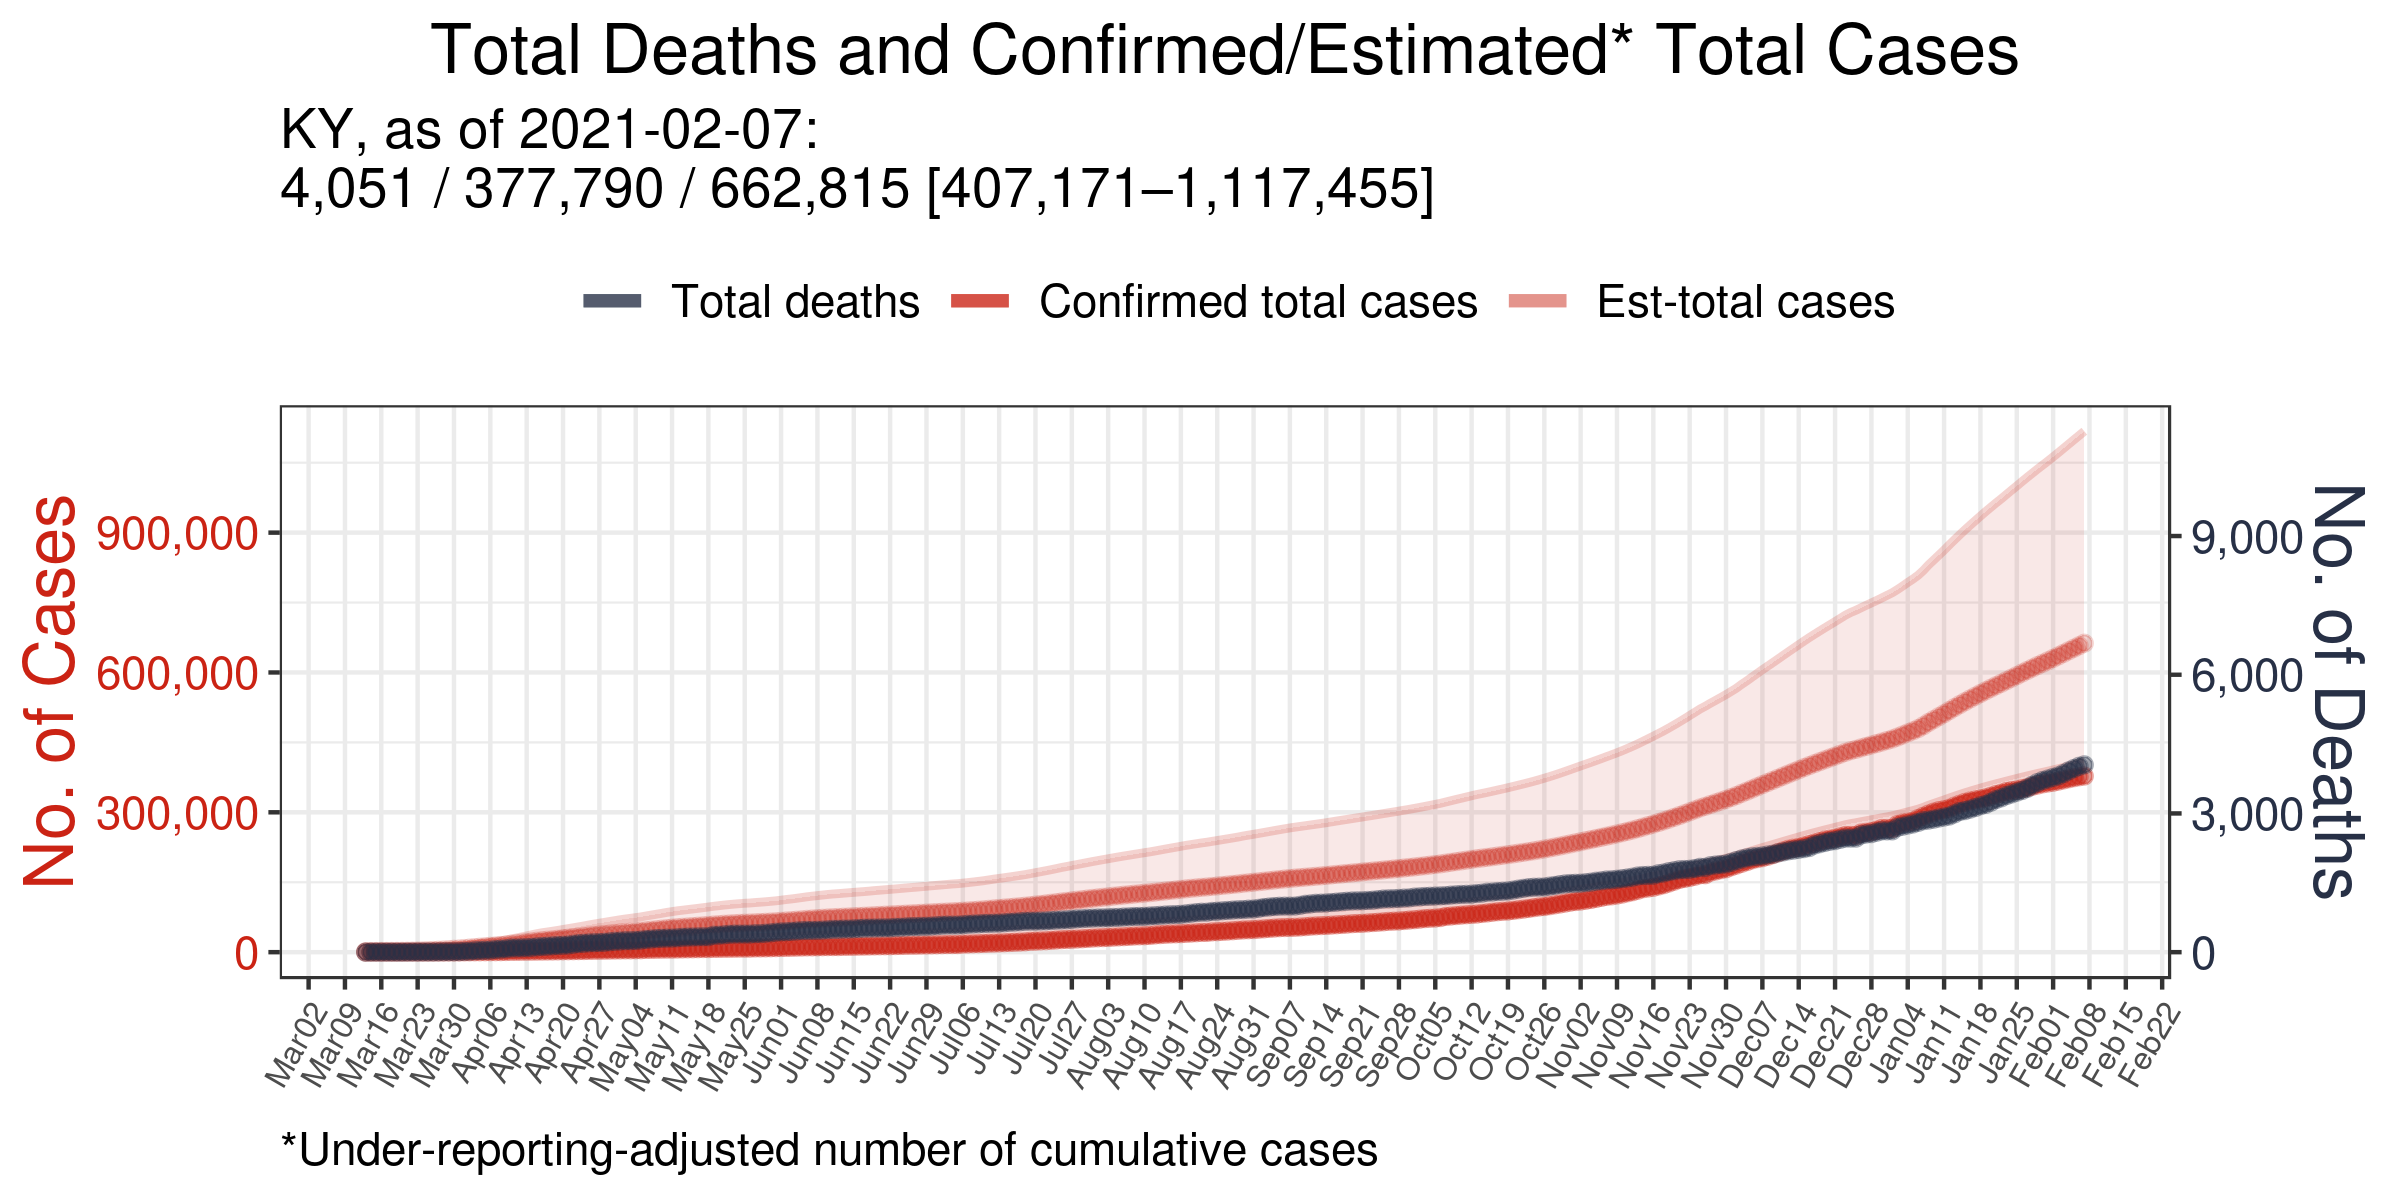 Total Deaths and Confirmed/Estimated* Total Cases
KY, as of 2021-02-07:
4,051 / 377,790 / 662,815 [407,171–1,117,455]
Total deaths
Confirmed total cases
Est-total cases
No. of Cases
900,000
600,000
300,000
0
9,000
6,000
3,000
0
No. of Deaths
Mar02
Mar09
Mar16
Mar23
Mar30
Apr06
Apr13
Apr20
Apr27
May04
May11
May18
May25
Jun01
Jun08
Jun15
Jun22
Jun29
Jul06
Jul13
Jul20
Jul27
Aug03
Aug10
Aug17
Aug24
Aug31
Sep07
Sep14
Sep21
Sep28
Oct05
Oct12
Oct19
Oct26
Nov02
Nov09
Nov16
Nov23
Nov30
Dec07
Dec14
Dec21
Dec28
Jan04
Jan11
Jan18
Jan25
Feb01
Feb08
Feb15
Feb22
*Under-reporting-adjusted number of cumulative cases